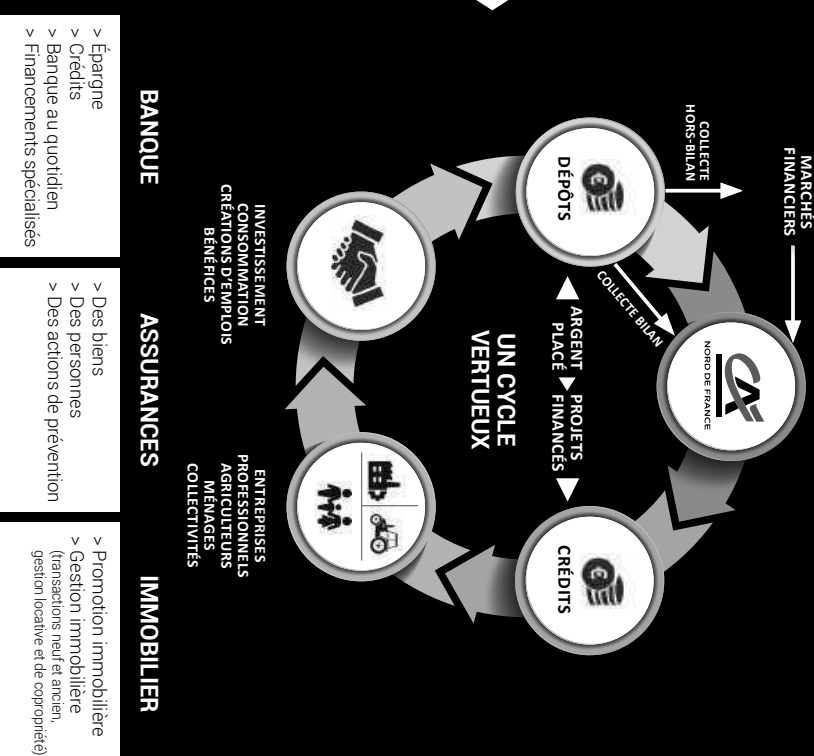 MARCHÉS
FINANCIERS
COLLECTE
HORS-BILAN
NORD DE FRANCE
COLLECTE BILAN
DÉPÔTS
CRÉDITS
ARGENT
PLACÉ
PROJETS
FINANCÉS
UN CYCLE
VERTUEUX
INVESTISSEMENT
CONSOMMATION
CRÉATIONS D'EMPLOIS
BÉNÉFICES
ENTREPRISES
PROFESSIONNELS
AGRICULTEURS
MÉNAGES
COLLECTIVITÉS
BANQUE
> Épargne
> Crédits
> Banque au quotidien
> Financements spécialisés
ASSURANCES
> Des biens
> Des personnes
> Des actions de prévention
IMMOBILIER
> Promotion immobilière
> Gestion immobilière
(transactions neuf et ancien,
gestion locative et de copropriété)